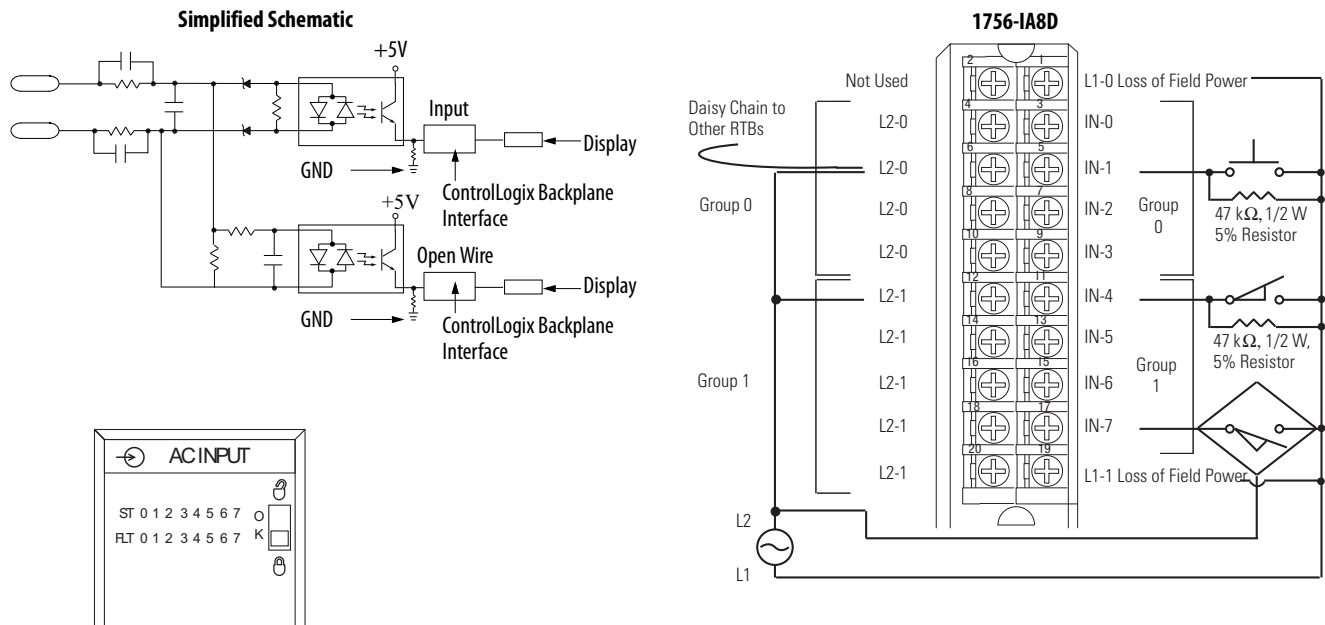 Simplified Schematic
+5V
Input
Display
GND
ControlLogix Backplane
Interface
+5V
Open Wire
Display
GND
ControlLogix Backplane
Interface
AC INPUT
ST 0 1 2 3 4 5 6 7
FLT 0 1 2 3 4 5 6 7
O
K
1756-IA8D
Not Used
2
1
L1-0 Loss of Field Power
Daisy Chain to
Other RTBs
L2-0
4
3
IN-0
L2-0
6
5
IN-1
Group 0
L2-0
8
7
IN-2
Group
0
47 kΩ, 1/2 W
5% Resistor
L2-0
10
9
IN-3
L2-1
12
11
IN-4
L2-1
14
13
IN-5
47 kΩ, 1/2 W,
5% Resistor
Group 1
L2-1
16
15
IN-6
Group
1
L2-1
18
17
IN-7
L2-1
20
19
L1-1 Loss of Field Power
L2
L1